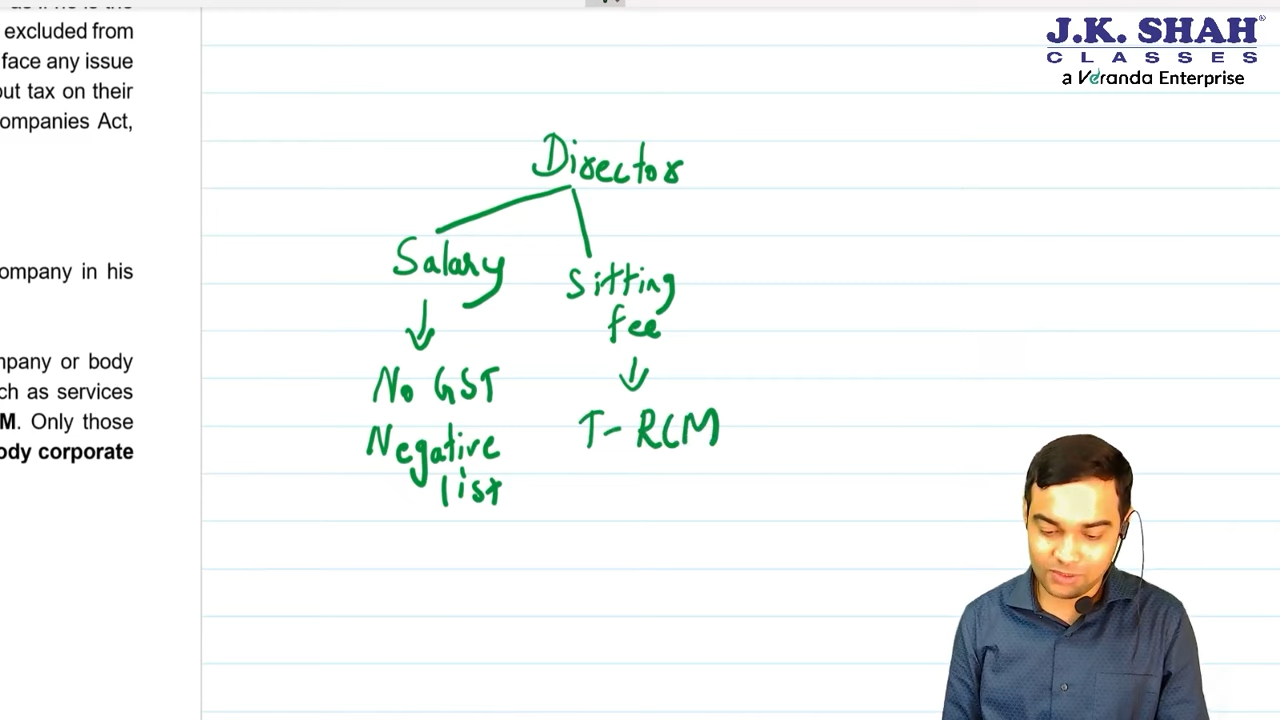 excluded from
face any issue
out tax on their
ompanies Act,
ompany in his
mpany or body
ch as services
M. Only those
ody corporate
J.K. SHAH®
CLASSES
a Veranda Enterprise
Director
Salary
Sitting
fee
No GST
Negative
list
T- RCM